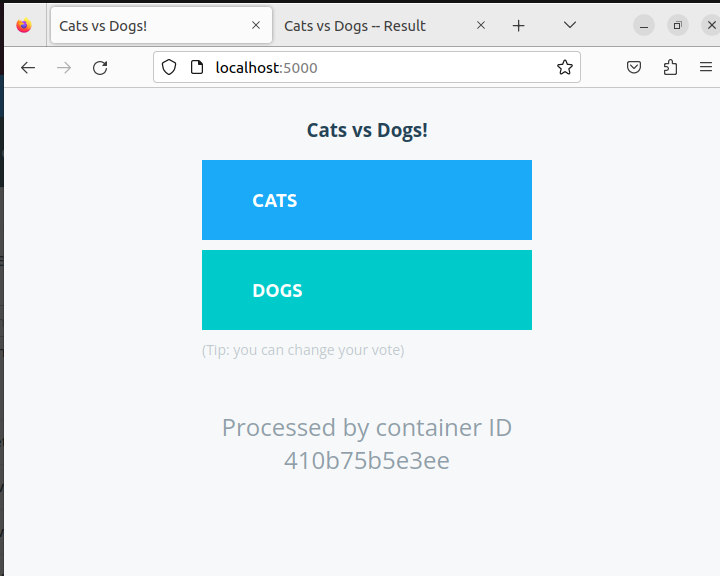 Cats vs Dogs!
Cats vs Dogs -- Result
localhost:5000
Cats vs Dogs!
CATS
DOGS
(Tip: you can change your vote)
Processed by container ID
410b75b5e3ee